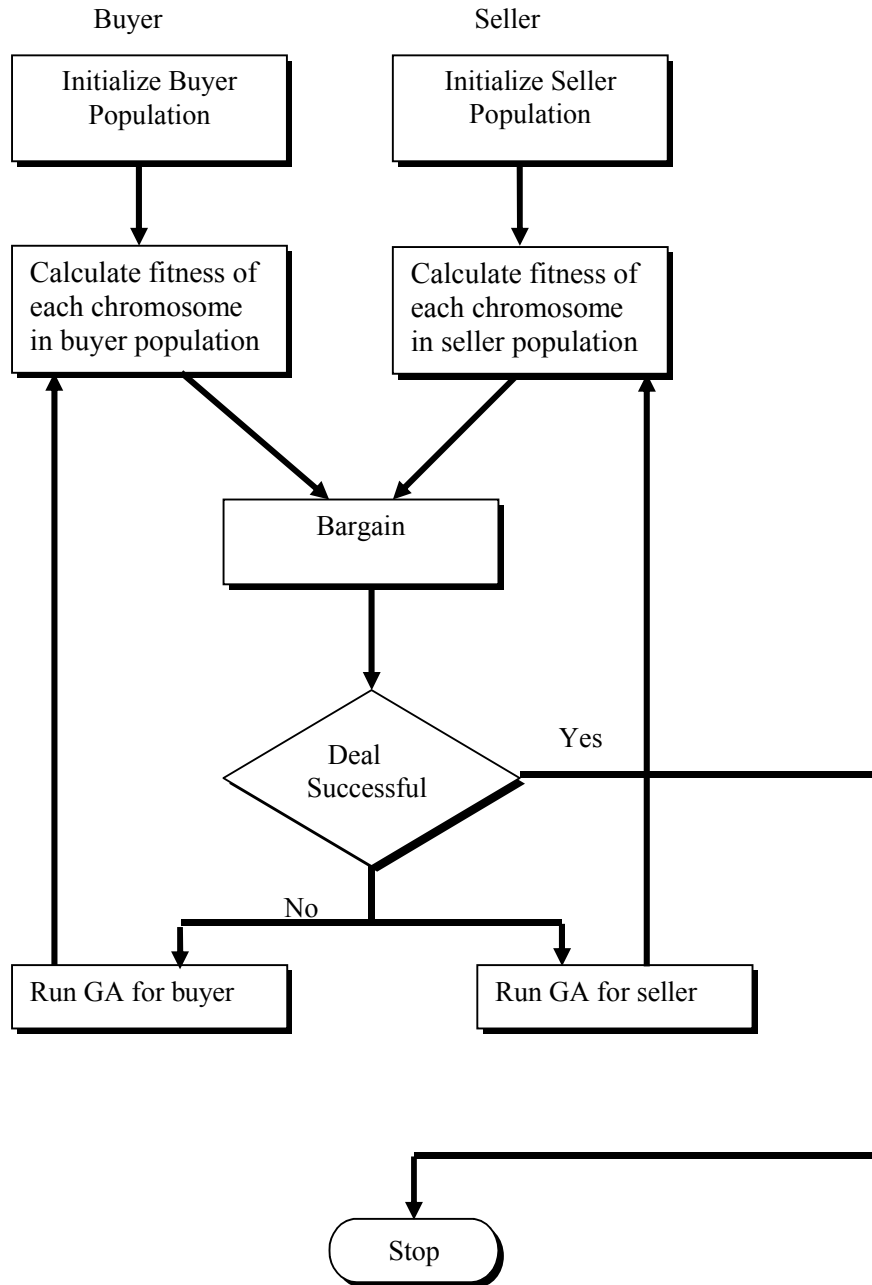 Buyer
Seller
Initialize Buyer
Population
Initialize Seller
Population
Calculate fitness of
each chromosome
in buyer population
Calculate fitness of
each chromosome
in seller population
Bargain
Deal
Successful
Yes
No
Run GA for buyer
Run GA for seller
Stop